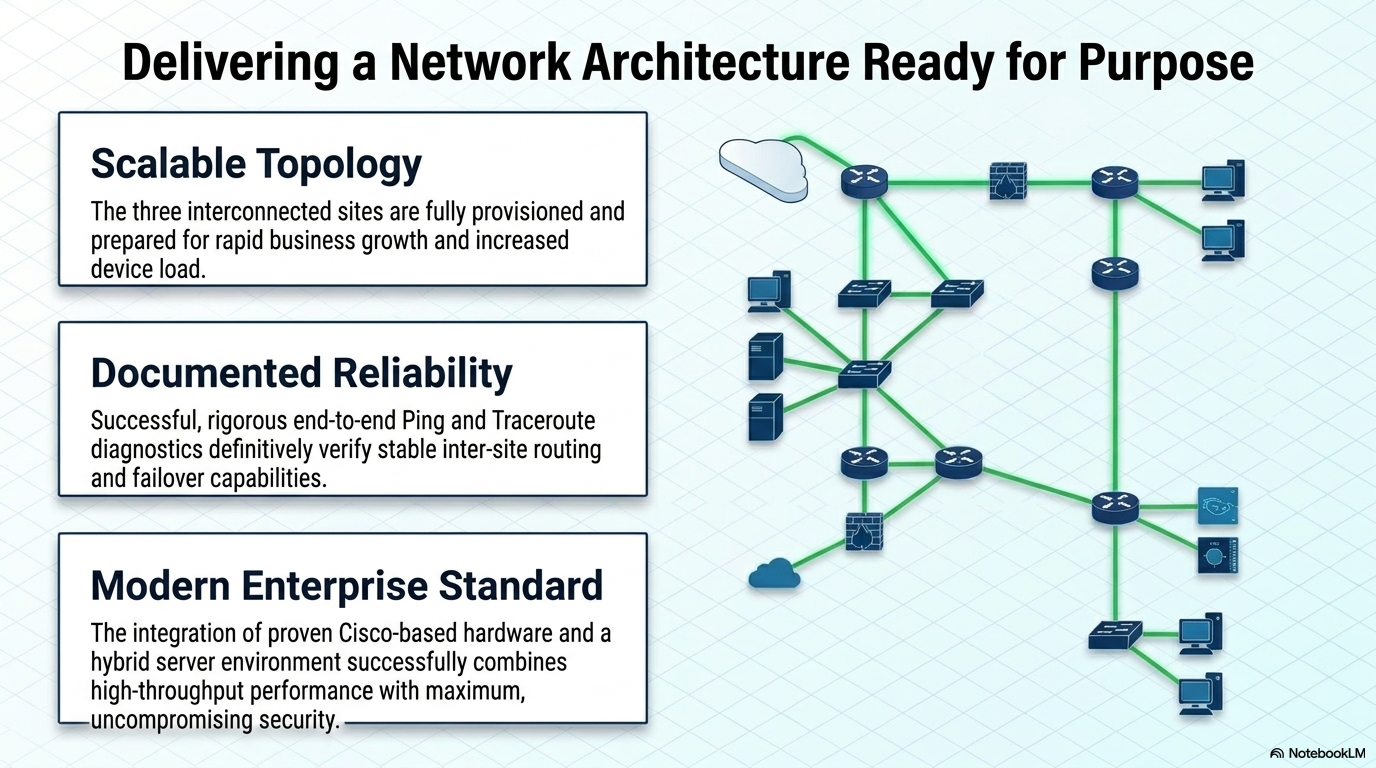 Delivering a Network Architecture Ready for Purpose
Scalable Topology
The three interconnected sites are fully provisioned and
prepared for rapid business growth and increased
device load.
Documented Reliability
Successful, rigorous end-to-end Ping and Traceroute
diagnostics definitively verify stable inter-site routing
and failover capabilities.
Modern Enterprise Standard
The integration of proven Cisco-based hardware and a
hybrid server environment successfully combines
high-throughput performance with maximum,
uncompromising security.
NotebookLM